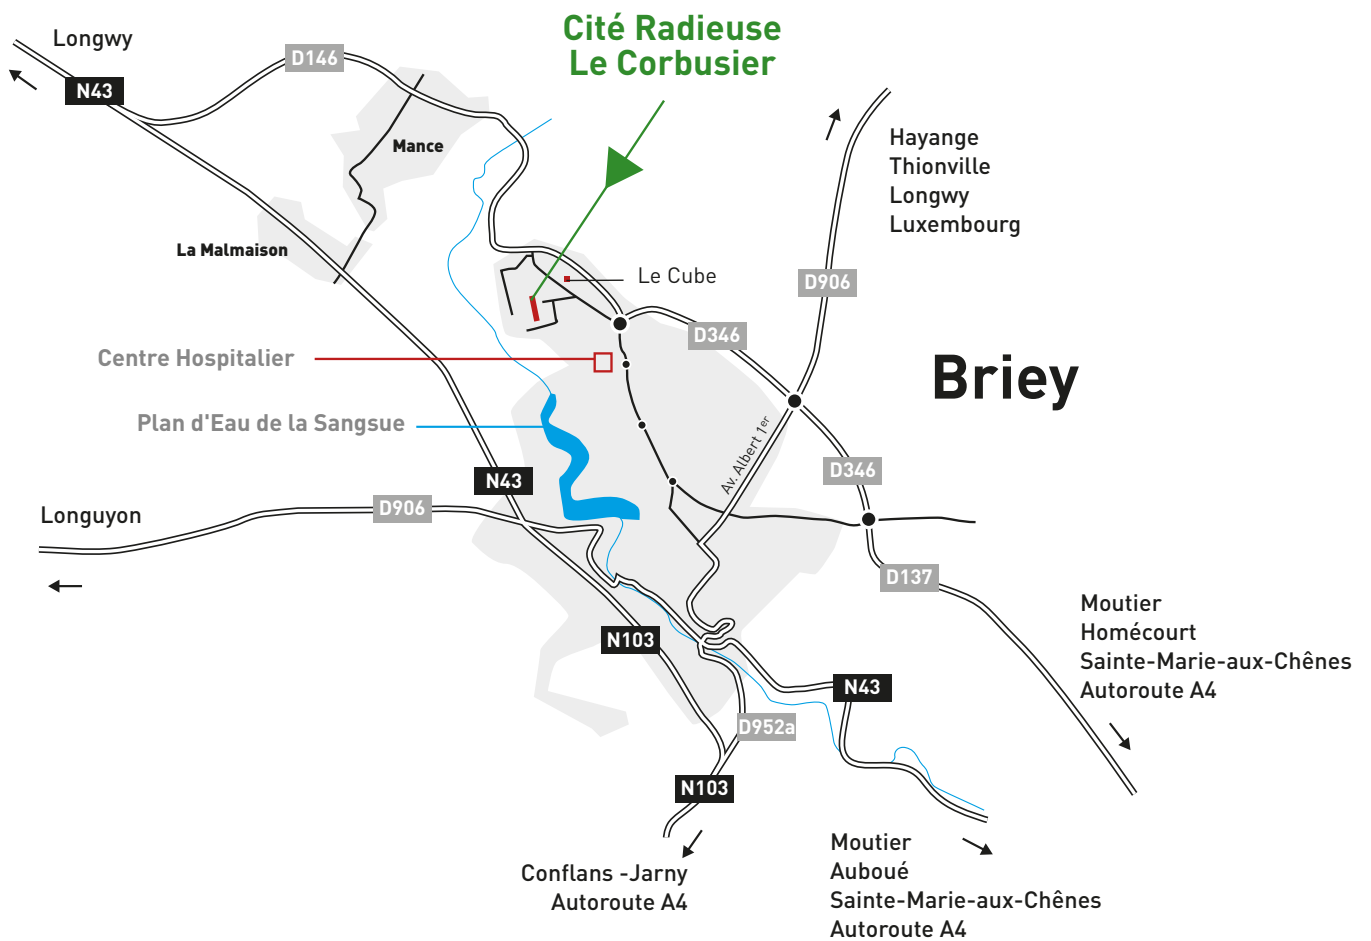 Cité Radieuse
Le Corbusier
Longwy
D146
N43
Mance
Hayange
Thionville
Longwy
Luxembourg
La Malmaison
Le Cube
D906
D346
Centre Hospitalier
Briey
Plan d'Eau de la Sangsue
Av. Albert 1er
D346
N43
D906
Longuyon
D137
Moutier
Homécourt
Sainte-Marie-aux-Chênes
Autoroute A4
N103
N43
D952a
N103
Conflans -Jarny
Autoroute A4
Moutier
Auboué
Sainte-Marie-aux-Chênes
Autoroute A4